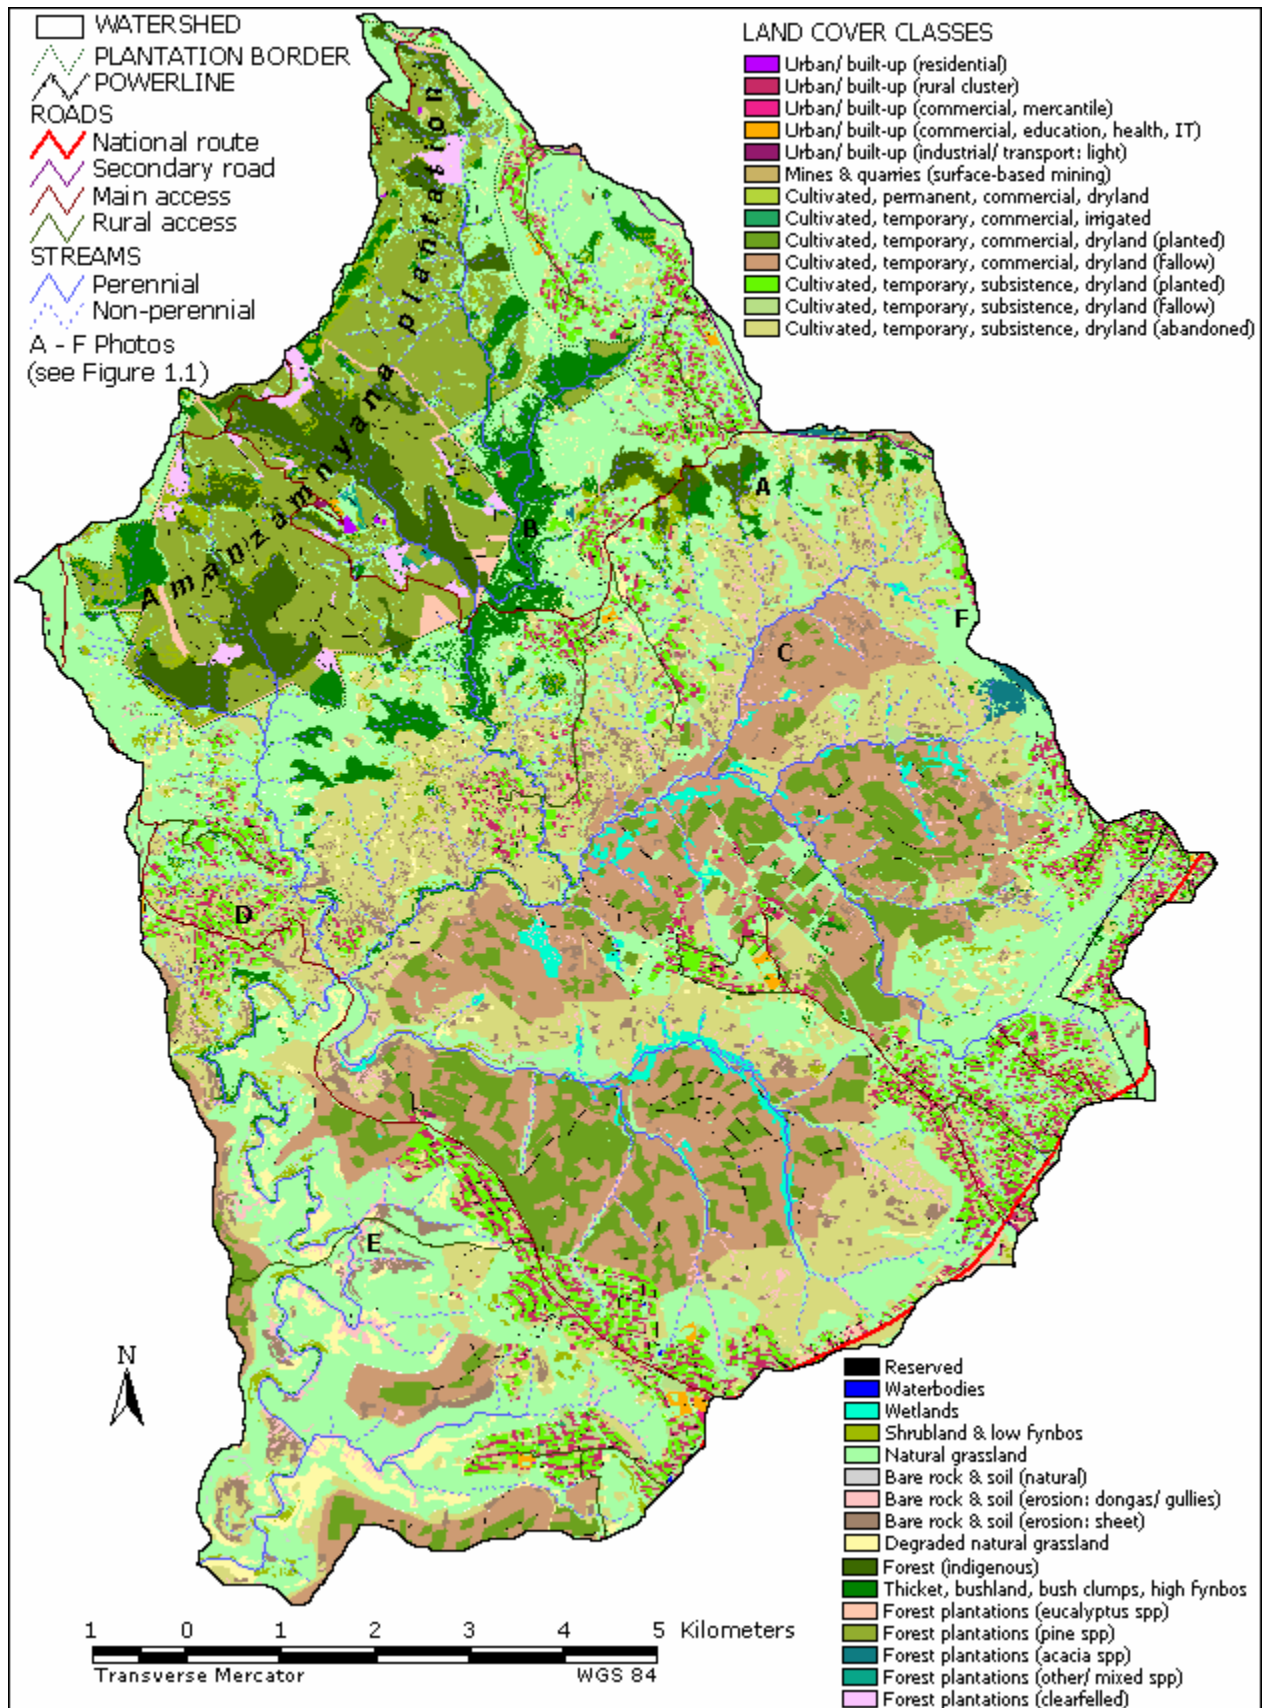 WATERSHED
PLANTATION BORDER
POWERLINE
ROADS
National route
Secondary road
Main access
Rural access
STREAMS
Perennial
Non-perennial
A - F Photos
(see Figure 1.1)
LAND COVER CLASSES
Urban/ built-up (residential)
Urban/ built-up (rural cluster)
Urban/ built-up (commercial, mercantile)
Urban/ built-up (commercial, education, health, IT)
Urban/ built-up (industrial/ transport: light)
Mines & quarries (surface-based mining)
Cultivated, permanent, commercial, dryland
Cultivated, temporary, commercial, irrigated
Cultivated, temporary, commercial, dryland (planted)
Cultivated, temporary, commercial, dryland (fallow)
Cultivated, temporary, subsistence, dryland (planted)
Cultivated, temporary, subsistence, dryland (fallow)
Cultivated, temporary, subsistence, dryland (abandoned)
Amanzamnyana plantation
A
B
F
C
D
E
N
Reserved
Waterbodies
Wetlands
Shrubland & low fynbos
Natural grassland
Bare rock & soil (natural)
Bare rock & soil (erosion: dongas/ gullies)
Bare rock & soil (erosion: sheet)
Degraded natural grassland
Forest (indigenous)
Thicket, bushland, bush clumps, high fynbos
Forest plantations (eucalyptus spp)
Forest plantations (pine spp)
Forest plantations (acacia spp)
Forest plantations (other/ mixed spp)
Forest plantations (clearfelled)
1 0 1 2 3 4 5 Kilometers
Transverse Mercator WGS 84